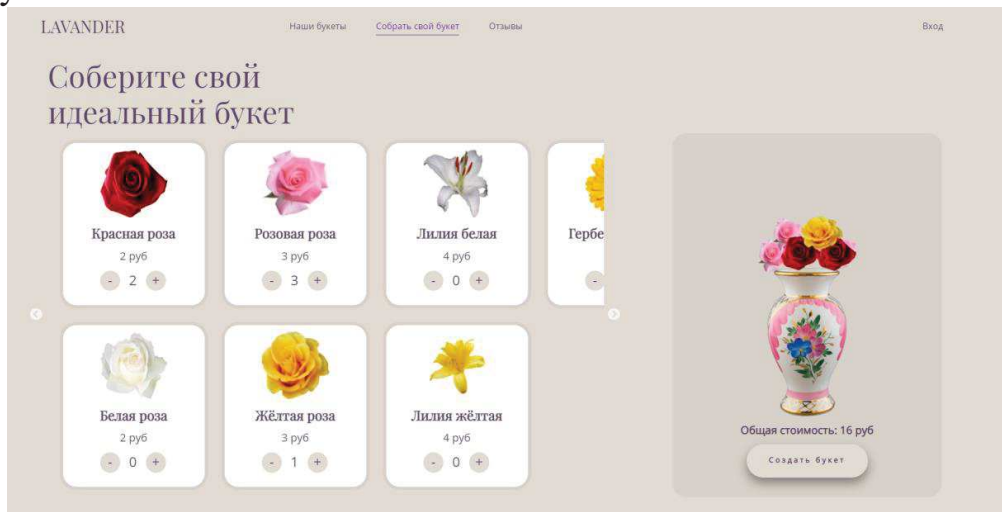 LAVANDER
Наши букеты
Собрать свой букет
Отзывы
Вход
Соберите свой
идеальный букет
Красная роза
2 руб
- 2 +
Розовая роза
3 руб
- 3 +
Лилия белая
4 руб
- 0 +
Гербе
-
Белая роза
2 руб
- 0 +
Жёлтая роза
3 руб
- 1 +
Лилия жёлтая
4 руб
- 0 +
Общая стоимость: 16 руб
Создать букет